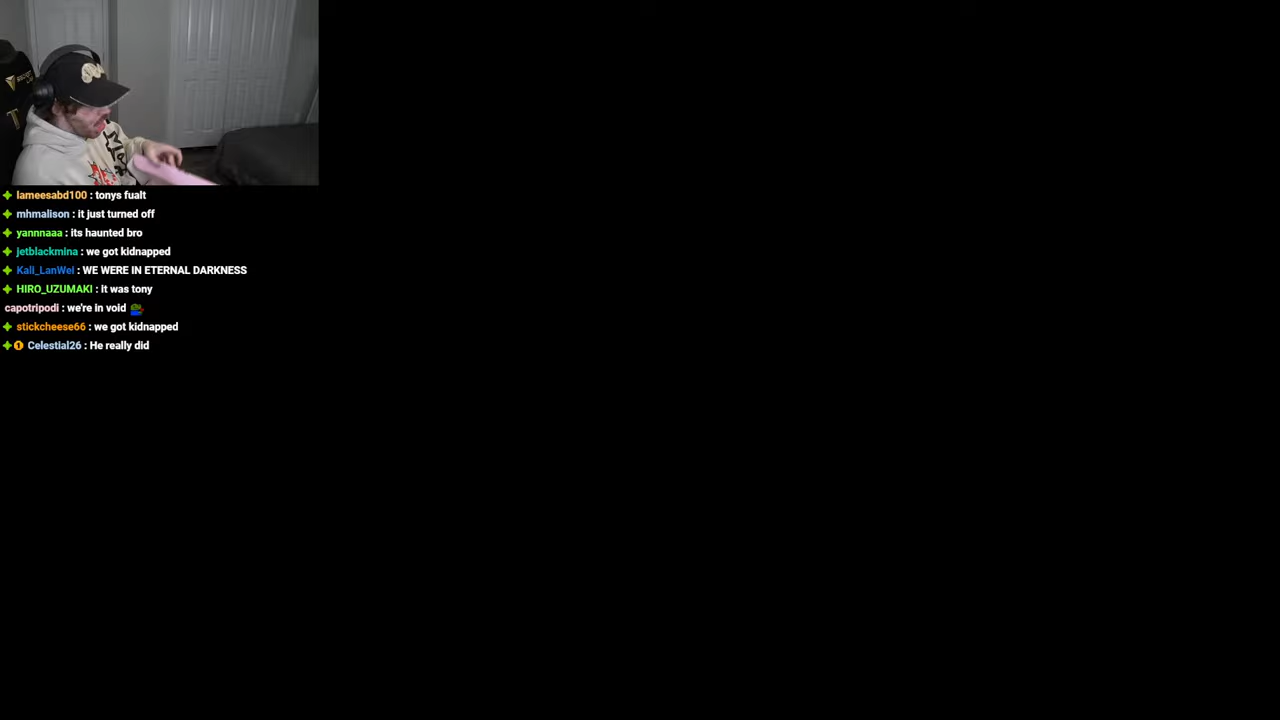 lameesabd100 : tonys fualt
mhmalison : it just turned off
yannnaaa : its haunted bro
jetblackmina : we got kidnapped
Kali_LanWei : WE WERE IN ETERNAL DARKNESS
HIRO_UZUMAKI : it was tony
capotripodi : we're in void
stickcheese66 : we got kidnapped
1 Celestial26 : He really did